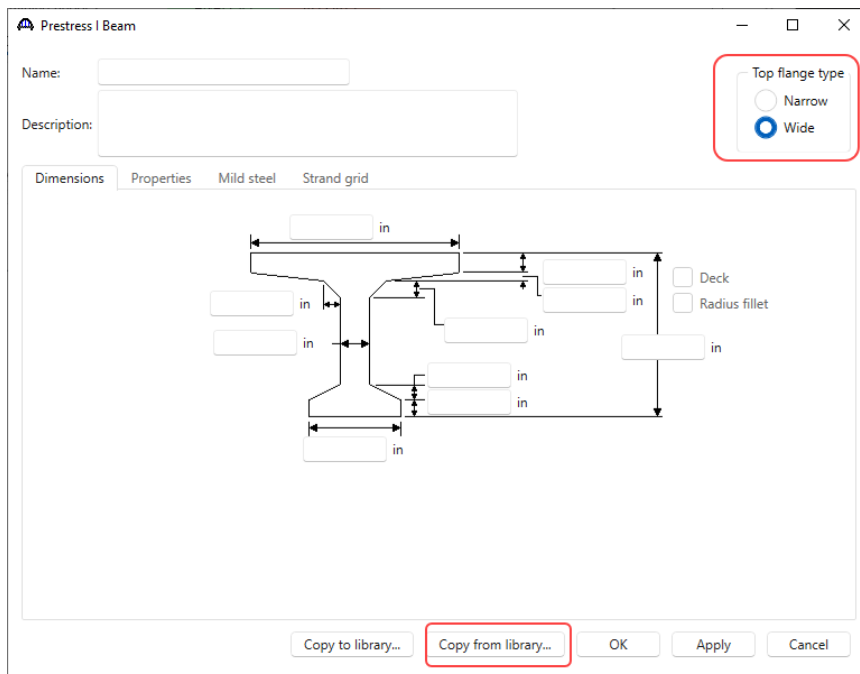 Prestress I Beam
Name:
Top flange type
Narrow
Wide
Description:
Dimensions Properties Mild steel Strand grid
in
in
Deck
in
in
Radius fillet
in
in
in
in
in
in
Copy to library... Copy from library... OK Apply Cancel